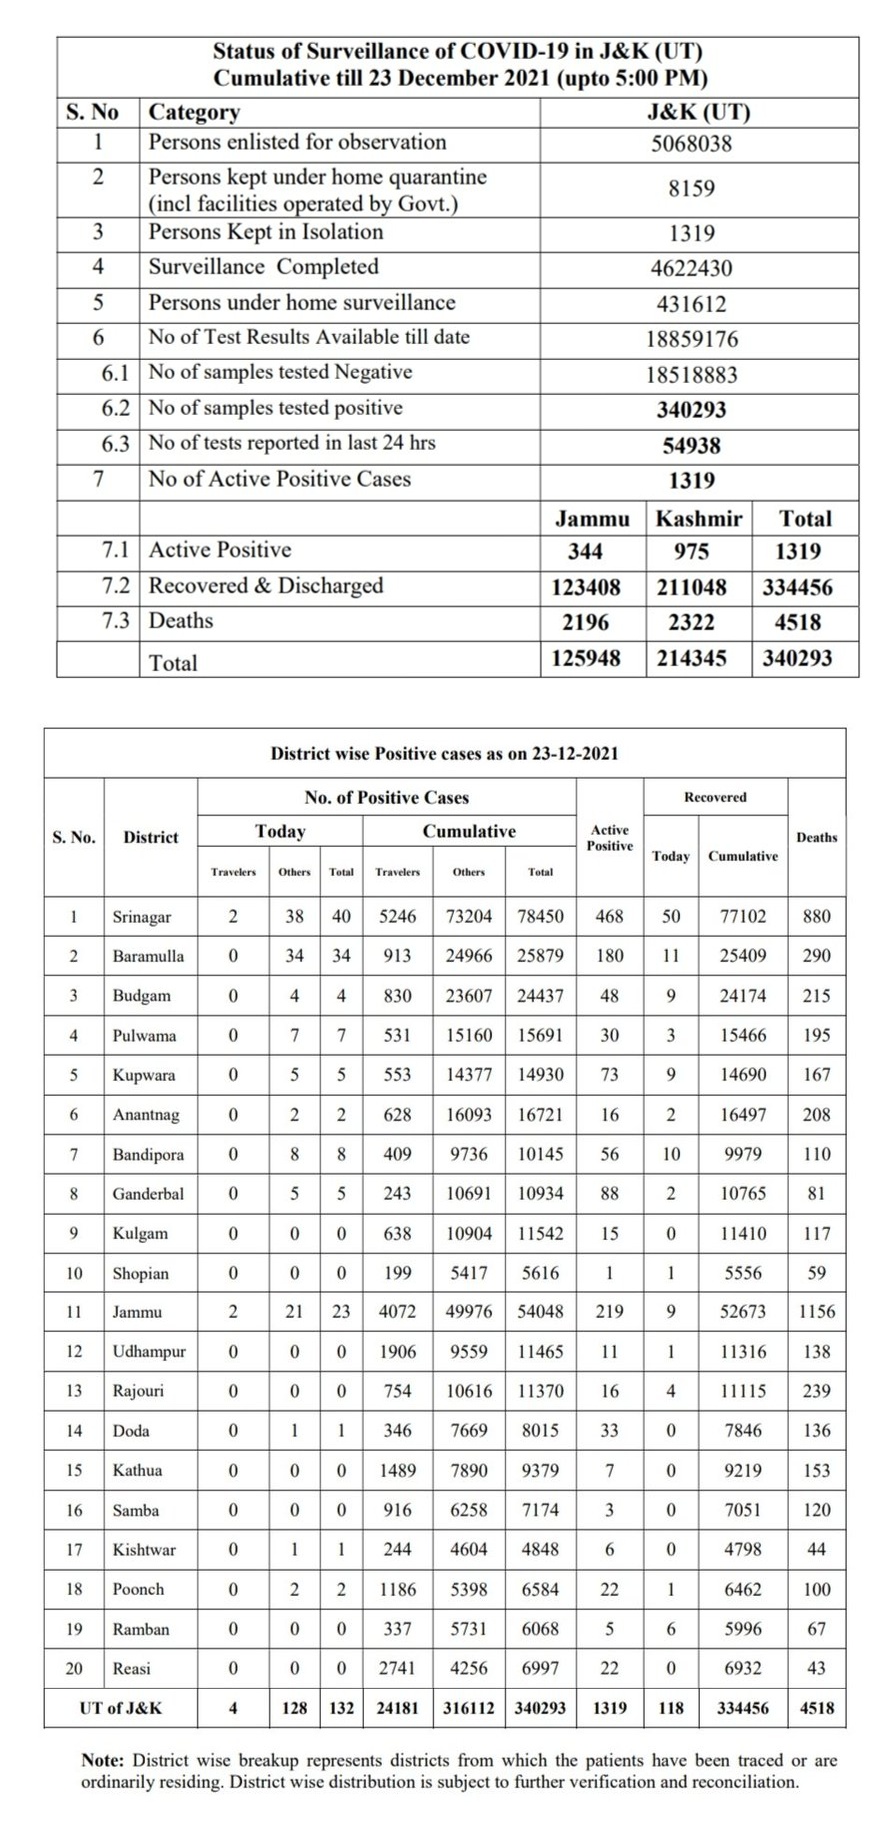 Status of Surveillance of COVID-19 in J&K (UT)
Cumulative till 23 December 2021 (upto 5:00 PM)
S. No Category J&K (UT)
1 Persons enlisted for observation 5068038
2 Persons kept under home quarantine
(incl facilities operated by Govt.) 8159
3 Persons Kept in Isolation 1319
4 Surveillance Completed 4622430
5 Persons under home surveillance 431612
6 No of Test Results Available till date 18859176
6.1 No of samples tested Negative 18518883
6.2 No of samples tested positive 340293
6.3 No of tests reported in last 24 hrs 54938
7 No of Active Positive Cases 1319
Jammu Kashmir Total
7.1 Active Positive 344 975 1319
7.2 Recovered & Discharged 123408 211048 334456
7.3 Deaths 2196 2322 4518
Total 125948 214345 340293
District wise Positive cases as on 23-12-2021
S. No. District No. of Positive Cases Active Positive Recovered Deaths
Today Cumulative Today Cumulative
Travelers Others Total Travelers Others Total
1 Srinagar 2 38 40 5246 73204 78450 468 50 77102 880
2 Baramulla 0 34 34 913 24966 25879 180 11 25409 290
3 Budgam 0 4 4 830 23607 24437 48 9 24174 215
4 Pulwama 0 7 7 531 15160 15691 30 3 15466 195
5 Kupwara 0 5 5 553 14377 14930 73 9 14690 167
6 Anantnag 0 2 2 628 16093 16721 16 2 16497 208
7 Bandipora 0 8 8 409 9736 10145 56 10 9979 110
8 Ganderbal 0 5 5 243 10691 10934 88 2 10765 81
9 Kulgam 0 0 0 638 10904 11542 15 0 11410 117
10 Shopian 0 0 0 199 5417 5616 1 1 5556 59
11 Jammu 2 21 23 4072 49976 54048 219 9 52673 1156
12 Udhampur 0 0 0 1906 9559 11465 11 1 11316 138
13 Rajouri 0 0 0 754 10616 11370 16 4 11115 239
14 Doda 0 1 1 346 7669 8015 33 0 7846 136
15 Kathua 0 0 0 1489 7890 9379 7 0 9219 153
16 Samba 0 0 0 916 6258 7174 3 0 7051 120
17 Kishtwar 0 1 1 244 4604 4848 6 0 4798 44
18 Poonch 0 2 2 1186 5398 6584 22 1 6462 100
19 Ramban 0 0 0 337 5731 6068 5 6 5996 67
20 Reasi 0 0 0 2741 4256 6997 22 0 6932 43
UT of J&K 4 128 132 24181 316112 340293 1319 118 334456 4518
Note: District wise breakup represents districts from which the patients have been traced or are
ordinarily residing. District wise distribution is subject to further verification and reconciliation.